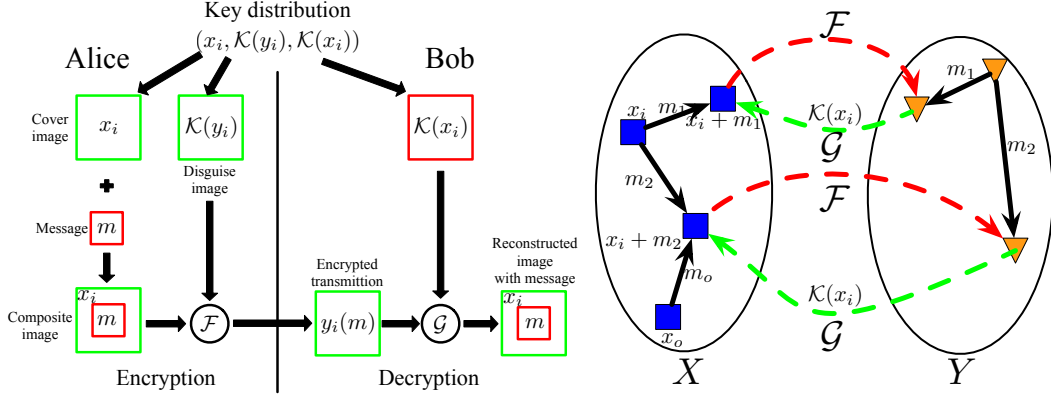 Key distribution
(x_i, K(y_i), K(x_i))
Alice
Bob
Cover
image
x_i
K(y_i)
K(x_i)
Disguise
image
Message
m
Encrypted
transmittion
Reconstructed
image
with message
Composite
image
x_i
m
F
y_i(m)
G
x_i
m
Encryption
Decryption
F
x_i
m_1
x_i + m_1
K(x_i)
G
m_1
m_2
m_2
F
x_i + m_2
m_o
K(x_i)
G
x_o
X
Y